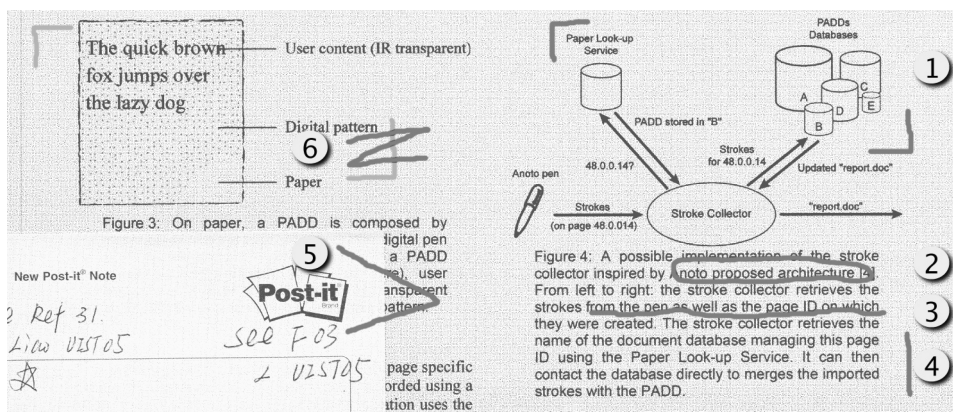 The quick brown
fox jumps over
the lazy dog
User content (IR transparent)
Digital pattern
6
Paper
Figure 3: On paper, a PADD is composed by
digital pen
a PADD
user
ansparent
pattern.
5
New Post-it® Note
Post-it
Brand
Ref 31.
UIST05
See F03
UIST05
page specific
orded using a
ation uses the
Paper Look-up
Service
PADDs
Databases
1
A
C
D
E
B
PADD stored in "B"
48.0.0.14?
Strokes
for 48.0.0.14
Updated "report.doc"
Anoto pen
Strokes
(on page 48.0.014)
Stroke Collector
"report.doc"
Figure 4: A possible implementation of the stroke
collector inspired by Anoto proposed architecture [4].
2
From left to right: the stroke collector retrieves the
strokes from the pen as well as the page ID on which
3
they were created. The stroke collector retrieves the
name of the document database managing this page
ID using the Paper Look-up Service. It can then
4
contact the database directly to merges the imported
strokes with the PADD.